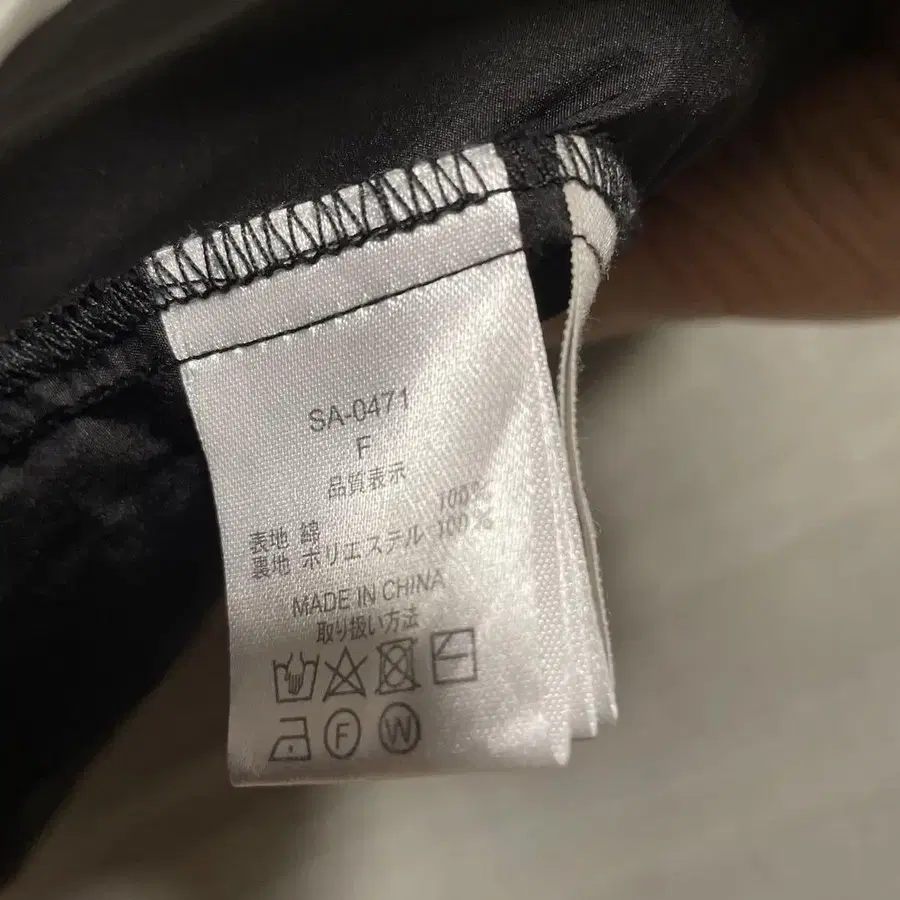 SA-0471
F
品質表示
表地 綿 100%
裏地 ポリエステル 100%
MADE IN CHINA
取り扱い方法
F W